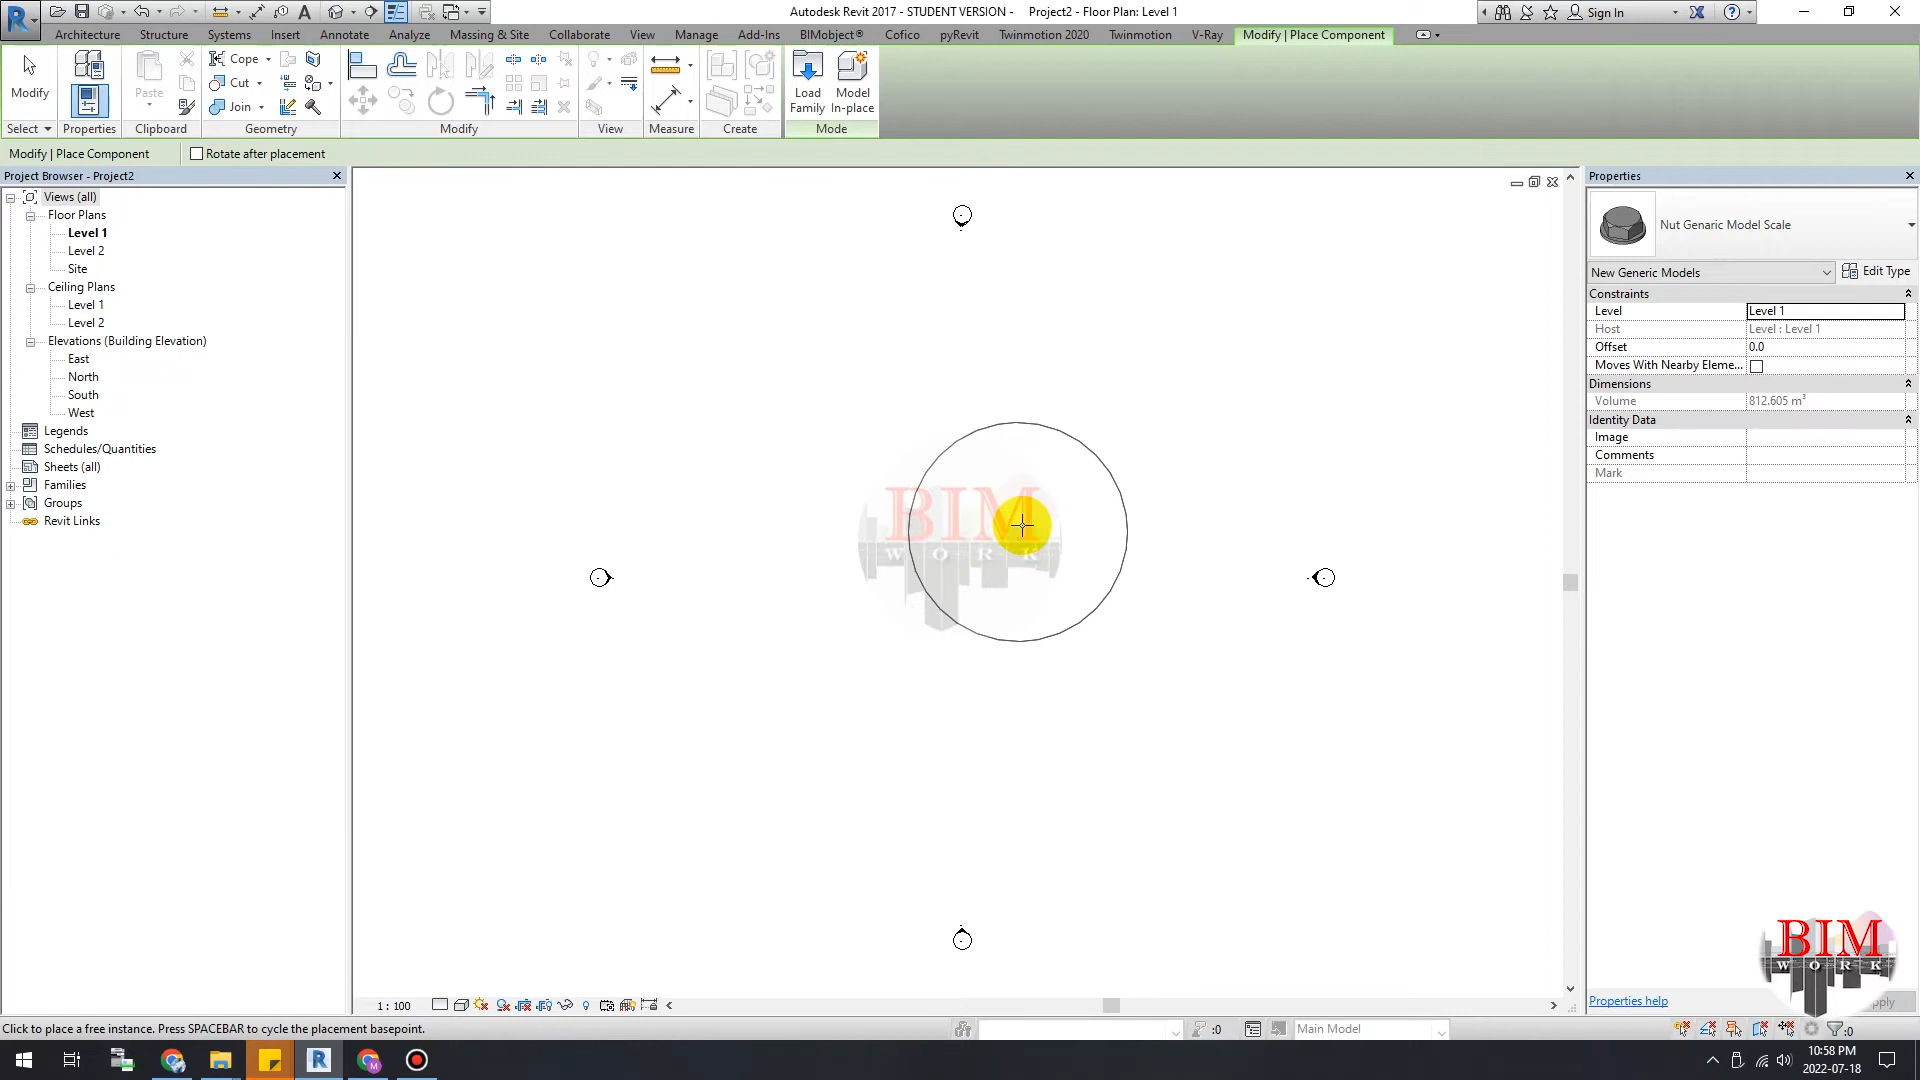 Autodesk Revit 2017 - STUDENT VERSION - Project2 - Floor Plan: Level 1
Sign In
Architecture Structure Systems Insert Annotate Analyze Massing & Site Collaborate View Manage Add-Ins BIMobject® Cofico pyRevit Twinmotion 2020 Twinmotion V-Ray Modify | Place Component
Modify
Paste
Cope
Cut
Join
Load Family
Model In-place
Select Properties Clipboard Geometry Modify View Measure Create Mode
Modify | Place Component Rotate after placement
Project Browser - Project2
Views (all)
Floor Plans
Level 1
Level 2
Site
Ceiling Plans
Level 1
Level 2
Elevations (Building Elevation)
East
North
South
West
Legends
Schedules/Quantities
Sheets (all)
Families
Groups
Revit Links
BIM
WORK
Properties
Nut Genaric Model Scale
New Generic Models Edit Type
Constraints
Level Level 1
Host Level : Level 1
Offset 0.0
Moves With Nearby Eleme...
Dimensions
Volume 812.605 m³
Identity Data
Image
Comments
Mark
BIM
WORK
Properties help
1 : 100
Click to place a free instance. Press SPACEBAR to cycle the placement basepoint.
:0
Main Model
:0
10:58 PM
2022-07-18